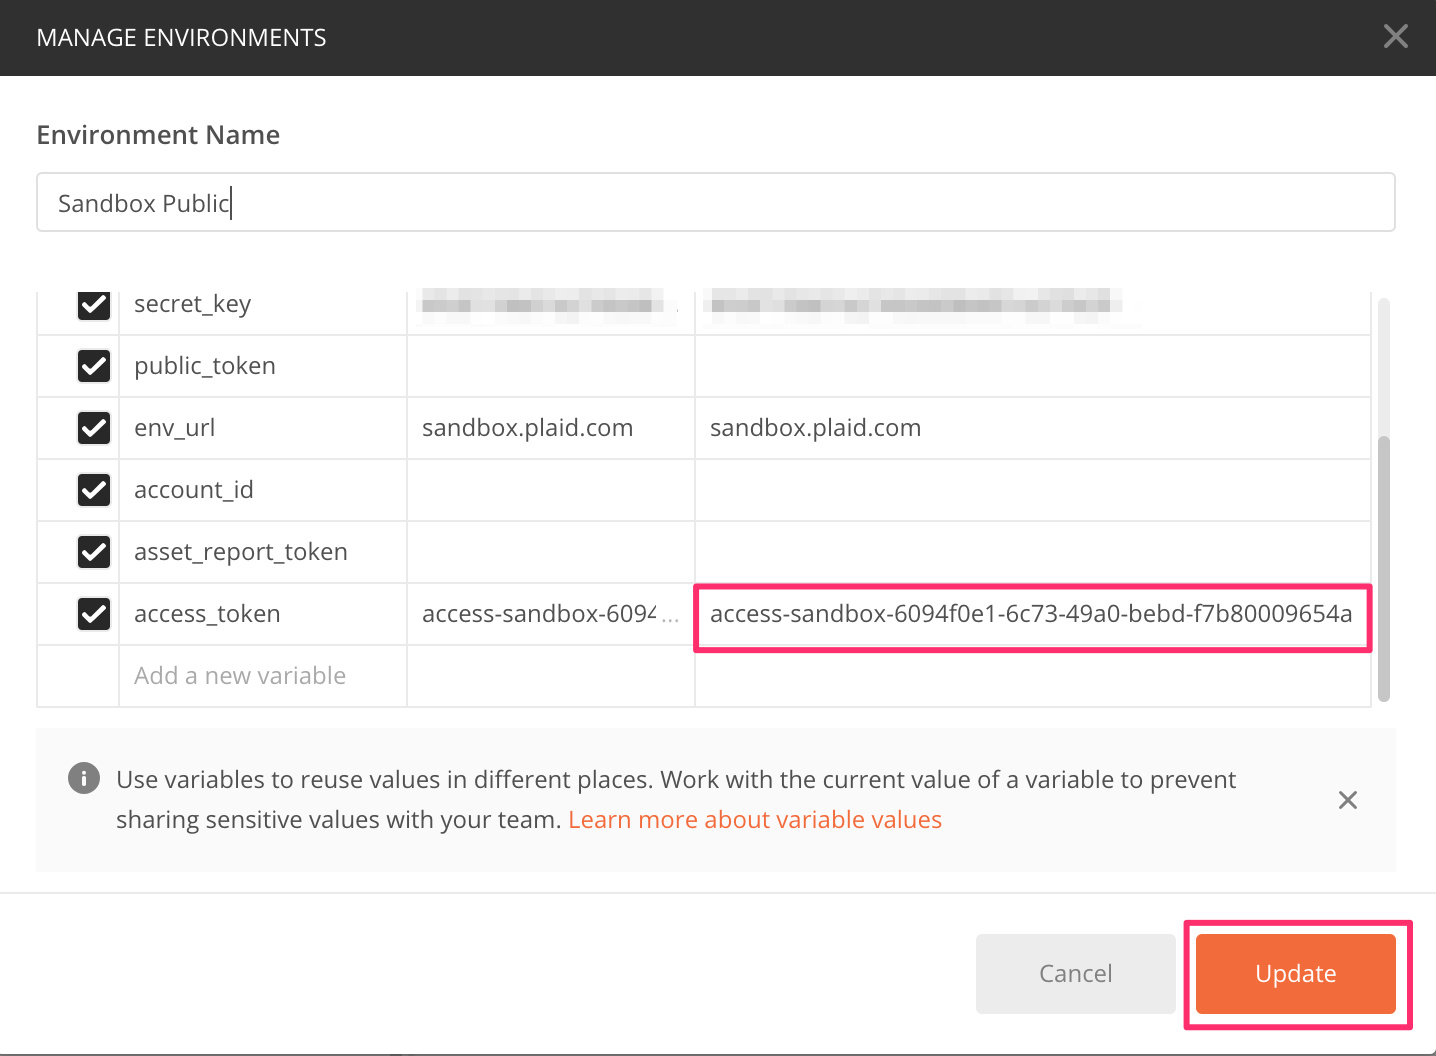 MANAGE ENVIRONMENTS
Environment Name
Sandbox Public
secret_key
public_token
env_url sandbox.plaid.com sandbox.plaid.com
account_id
asset_report_token
access_token access-sandbox-6094 ... access-sandbox-6094f0e1-6c73-49a0-bebd-f7b80009654a
Add a new variable
Use variables to reuse values in different places. Work with the current value of a variable to prevent
sharing sensitive values with your team. Learn more about variable values
Cancel Update